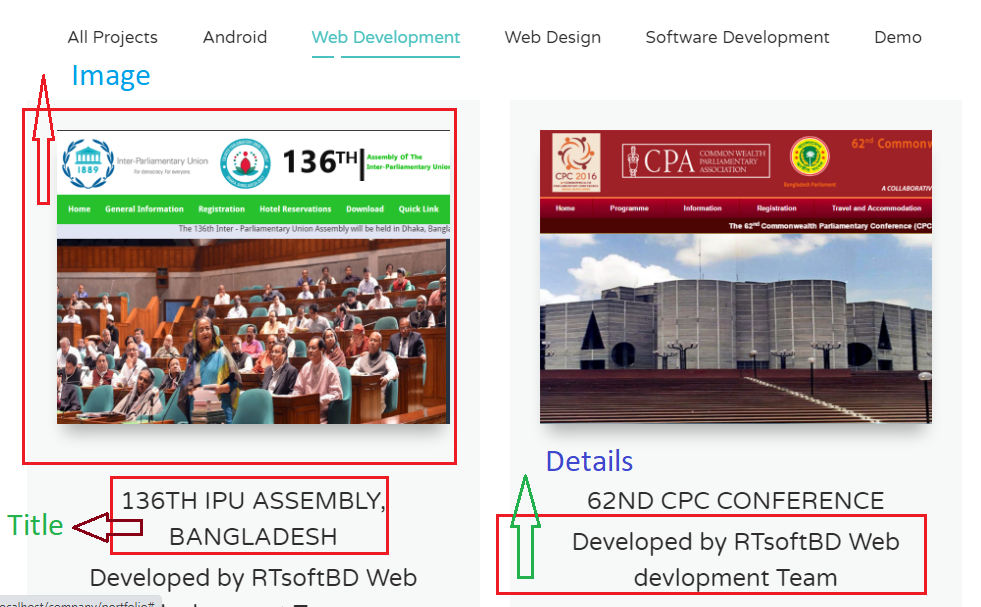 All Projects Android Web Development Web Design Software Development Demo
Image
1889
Inter-Parliamentary Union
For democracy. For everyone.
136TH
Assembly Of The
Inter-Parliamentary Unio
Home General Information Registration Hotel Reservations Download Quick Link
The 136th Inter - Parliamentary Union Assembly will be held in Dhaka, Bangla
CPC 2016
CPA
COMMONWEALTH
PARLIAMENTARY
ASSOCIATION
Bangladesh Parliament
62nd Commonw
A COLLABORATIV
Home Programme Information Registration Travel and Accommodation
The 62nd Commonwealth Parliamentary Conference (CPC
Title
136TH IPU ASSEMBLY,
BANGLADESH
Developed by RTsoftBD Web
Details
62ND CPC CONFERENCE
Developed by RTsoftBD Web
devlopment Team
ocalhost/company/portfolio#